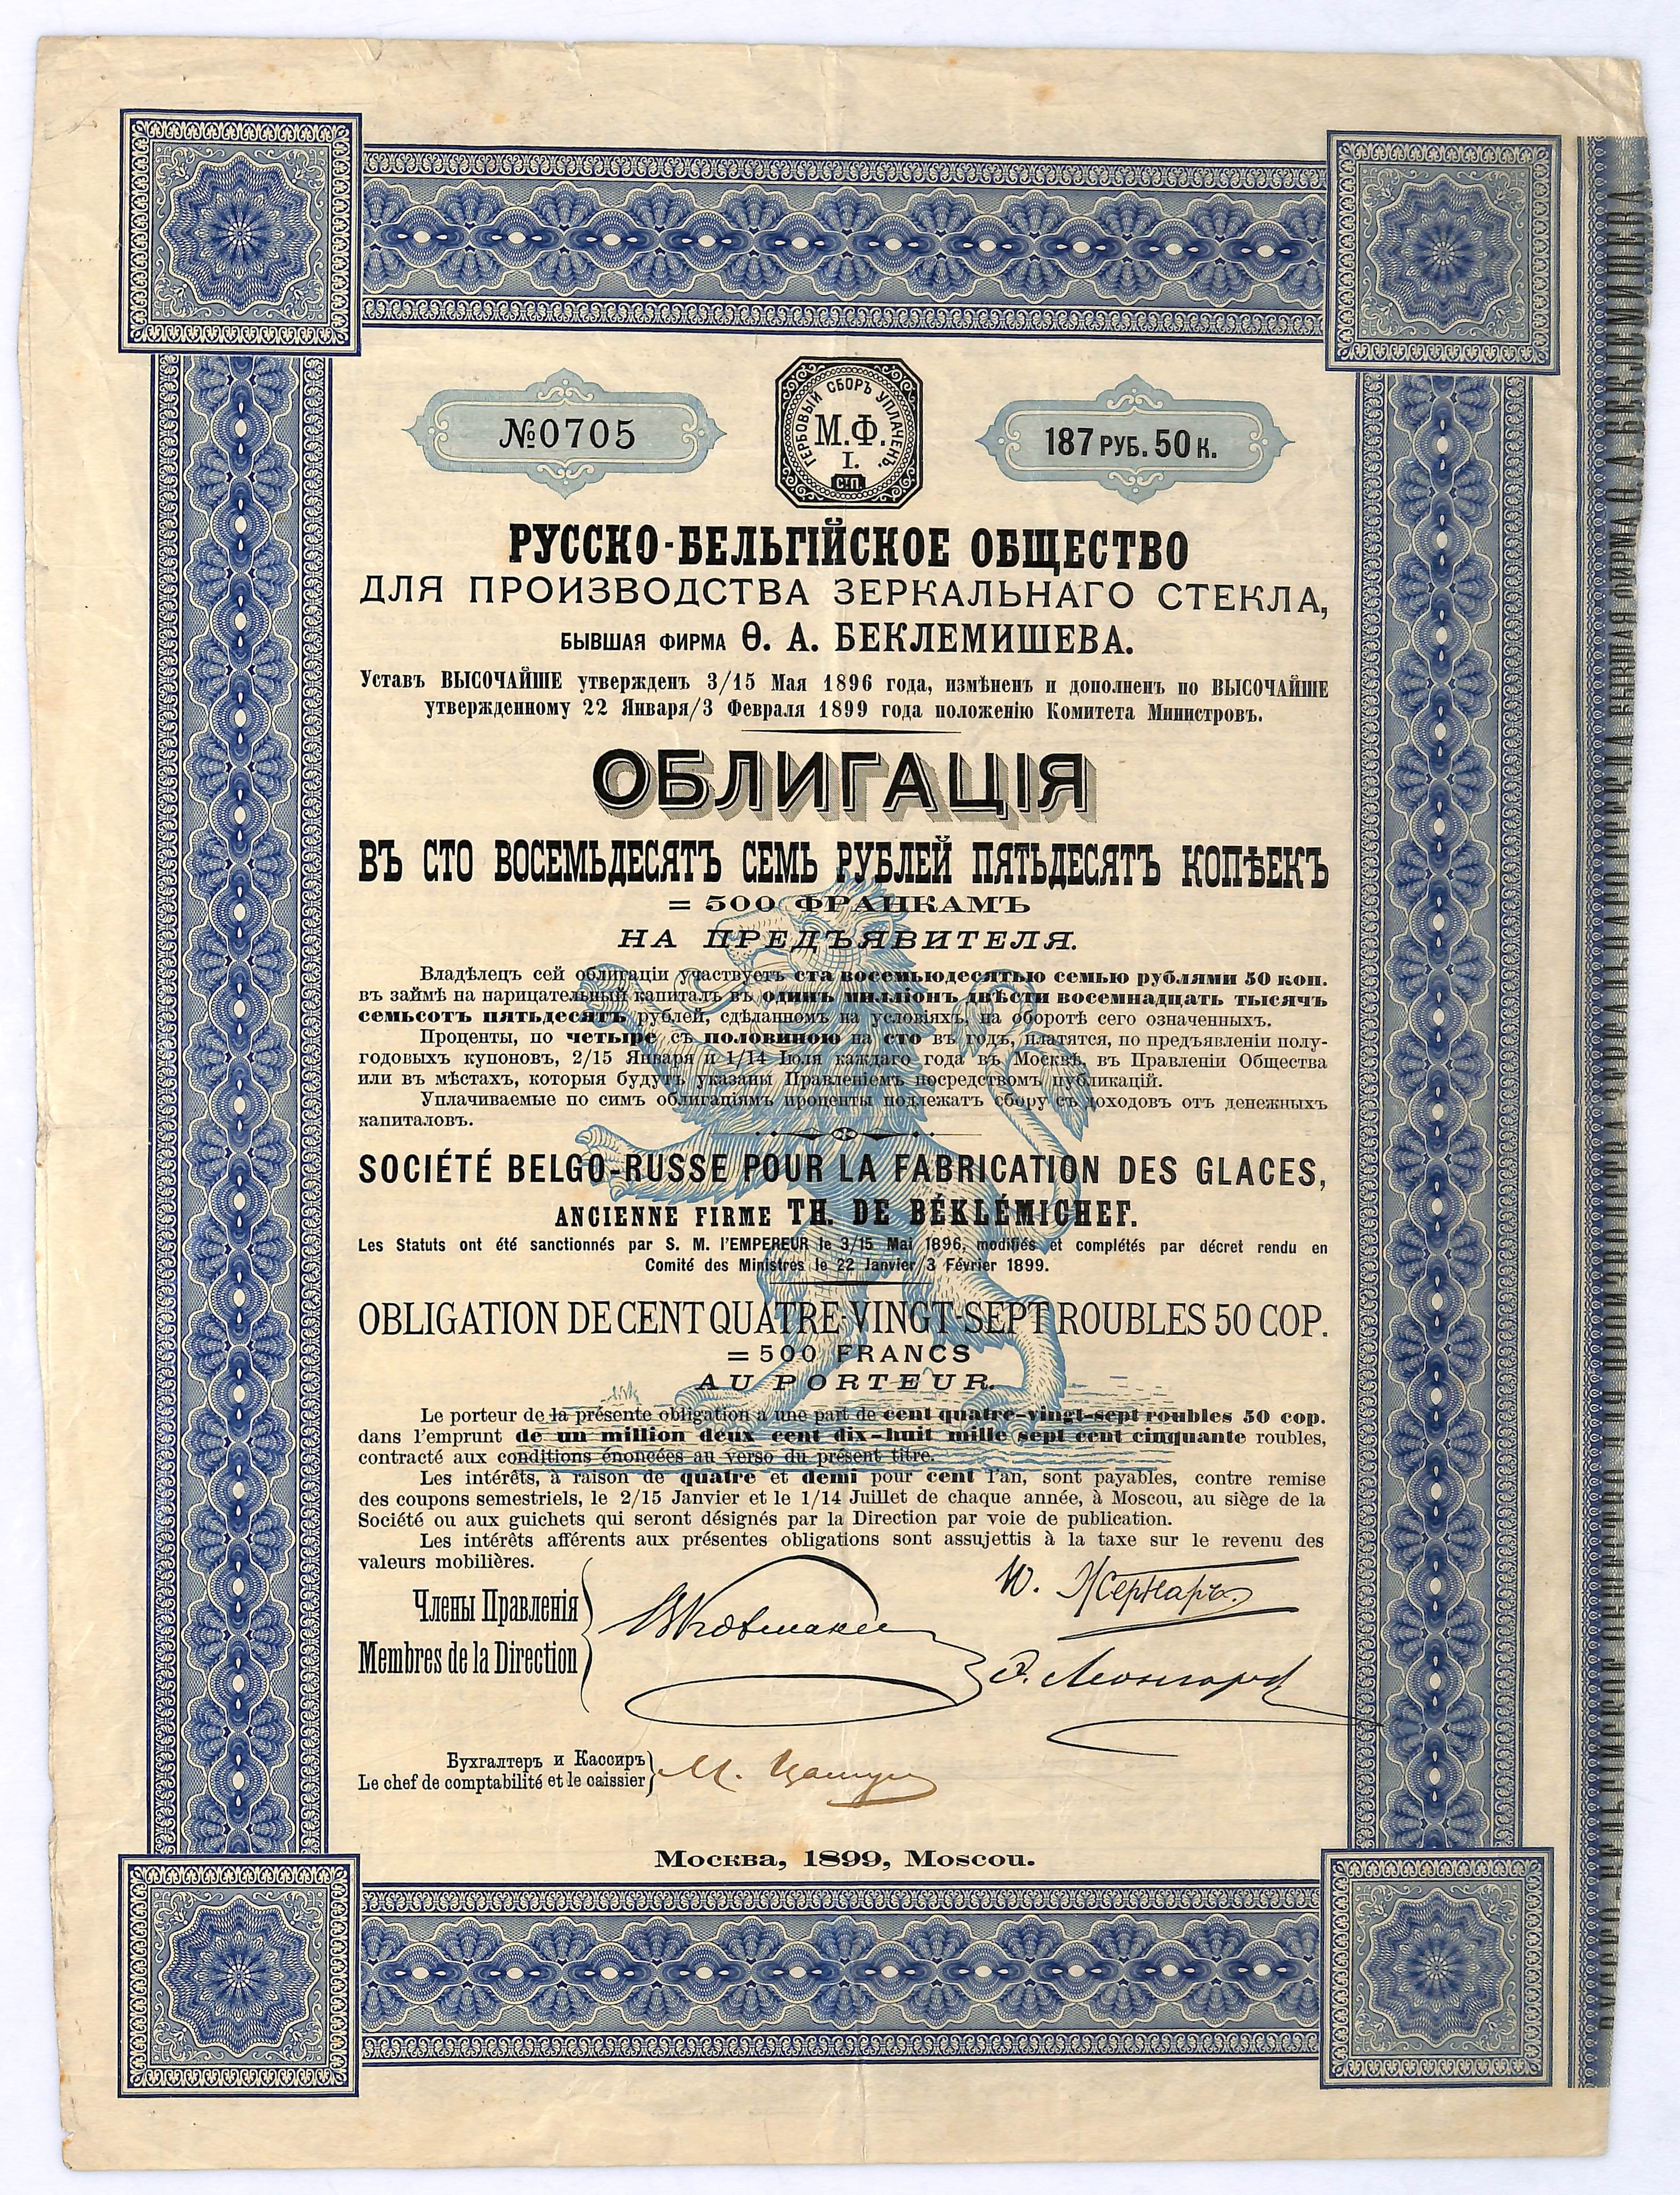 №0705
ГЕРБОВЫЙ СБОРЪ УПЛАЧЕНЪ.
М.Ф.
I.
СТ.П.
187 РУБ. 50 К.
РУССКО-БЕЛЬГІЙСКОЕ ОБЩЕСТВО
ДЛЯ ПРОИЗВОДСТВА ЗЕРКАЛЬНАГО СТЕКЛА,
БЫВШАЯ ФИРМА Ѳ. А. БЕКЛЕМИШЕВА.
Уставъ ВЫСОЧАЙШЕ утвержденъ 3/15 Мая 1896 года, измѣненъ и дополненъ по ВЫСОЧАЙШЕ
утвержденному 22 Января/3 Февраля 1899 года положенію Комитета Министровъ.
ОБЛИГАЦІЯ
ВЪ СТО ВОСЕМЬДЕСЯТЪ СЕМЬ РУБЛЕЙ ПЯТЬДЕСЯТЪ КОПѢЕКЪ
= 500 ФРАНКАМЪ
НА ПРЕДЪЯВИТЕЛЯ.
Владѣлецъ сей облигаціи участвуетъ ста восемьюдесятью семью рублями 50 коп.
въ займѣ на нарицательный капиталъ въ одинъ милліонъ двѣсти восемнадцать тысячъ
семьсотъ пятьдесятъ рублей, сдѣланномъ на условіяхъ, на оборотѣ сего означенныхъ.
Проценты, по четыре съ половиною на сто въ годъ, платятся, по предъявленіи полу-
годовыхъ купоновъ, 2/15 Января и 1/14 Іюля каждаго года въ Москвѣ, въ Правленіи Общества
или въ мѣстахъ, которыя будутъ указаны Правленіемъ посредствомъ публикацій.
Уплачиваемые по симъ облигаціямъ проценты подлежатъ сбору съ доходовъ отъ денежныхъ
капиталовъ.
SOCIÉTÉ BELGO-RUSSE POUR LA FABRICATION DES GLACES,
ANCIENNE FIRME TH. DE BÉKLÉMICHEF.
Les Statuts ont été sanctionnés par S. M. l'EMPEREUR le 3/15 Mai 1896, modifiés et complétés par décret rendu en
Comité des Ministres le 22 Janvier/3 Février 1899.
OBLIGATION DE CENT QUATRE-VINGT-SEPT ROUBLES 50 COP.
= 500 FRANCS
AU PORTEUR.
Le porteur de la présente obligation a une part de cent quatre-vingt-sept roubles 50 cop.
dans l'emprunt de un million deux cent dix-huit mille sept cent cinquante roubles,
contracté aux conditions énoncées au verso du présent titre.
Les intérêts, à raison de quatre et demi pour cent l'an, sont payables, contre remise
des coupons semestriels, le 2/15 Janvier et le 1/14 Juillet de chaque année, à Moscou, au siège de la
Société ou aux guichets qui seront désignés par la Direction par voie de publication.
Les intérêts afférents aux présentes obligations sont assujettis à la taxe sur le revenu des
valeurs mobilières.
Члены Правленія
Membres de la Direction
Ю. Жернаръ.
Бухгалтеръ и Кассиръ
Le chef de comptabilité et le caissier
Москва, 1899, Moscou.